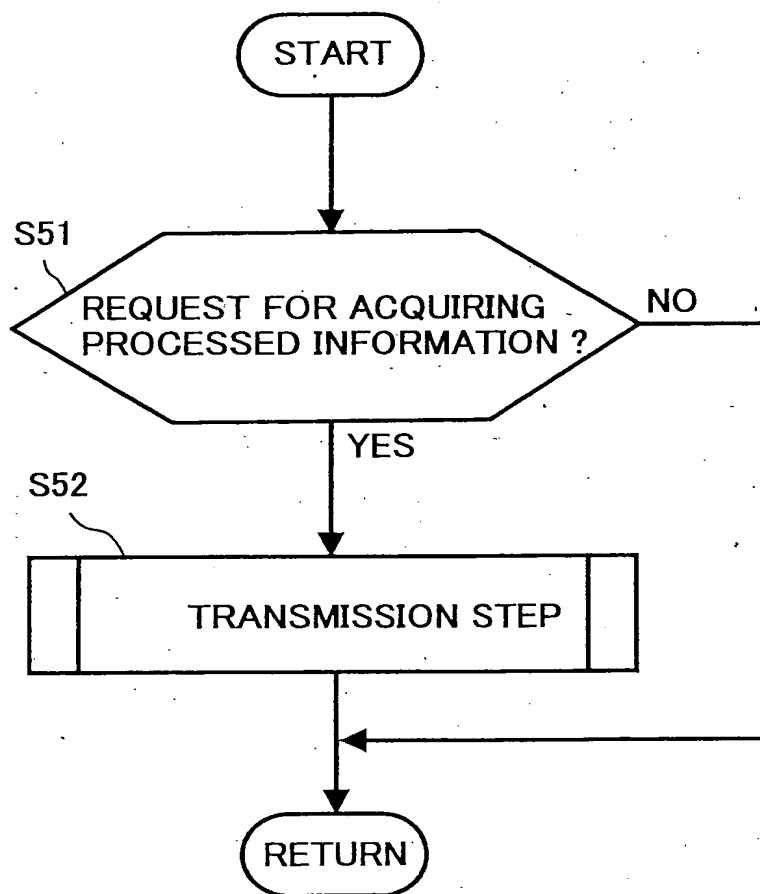 START
S51
REQUEST FOR ACQUIRING
PROCESSED INFORMATION ?
NO
YES
S52
TRANSMISSION STEP
RETURN